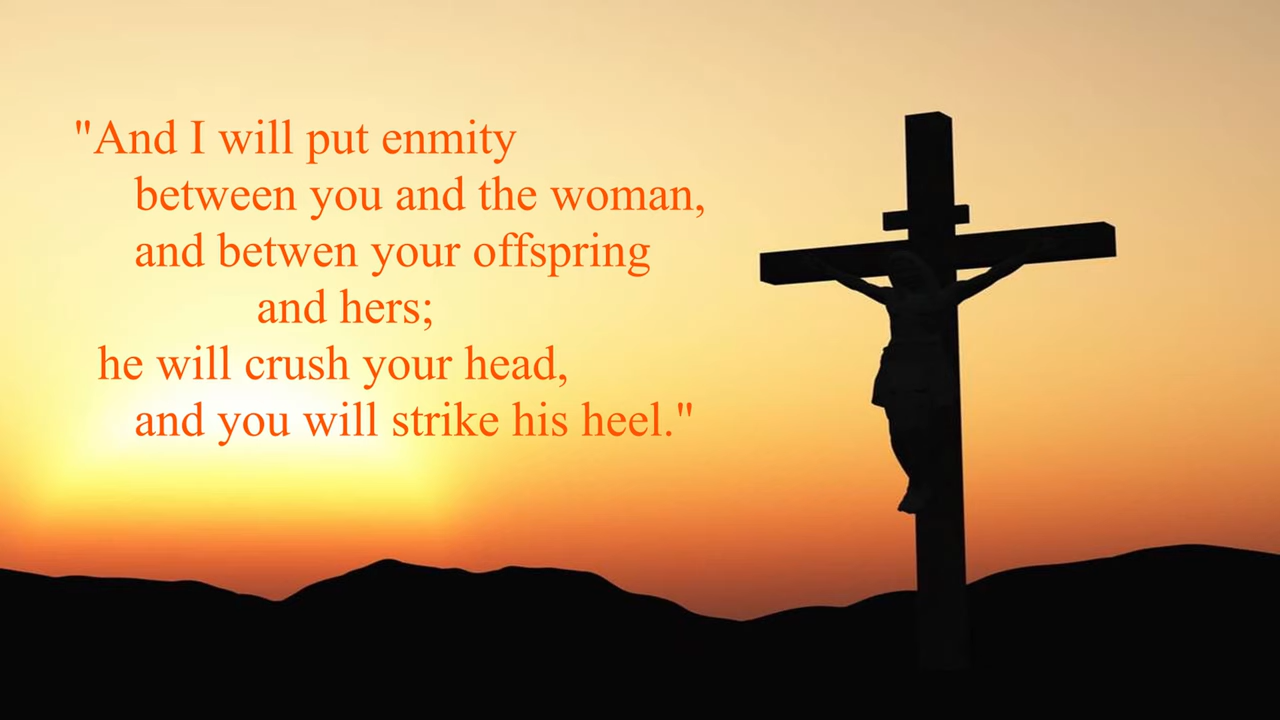 "And I will put enmity
between you and the woman,
and betwen your offspring
and hers;
he will crush your head,
and you will strike his heel."